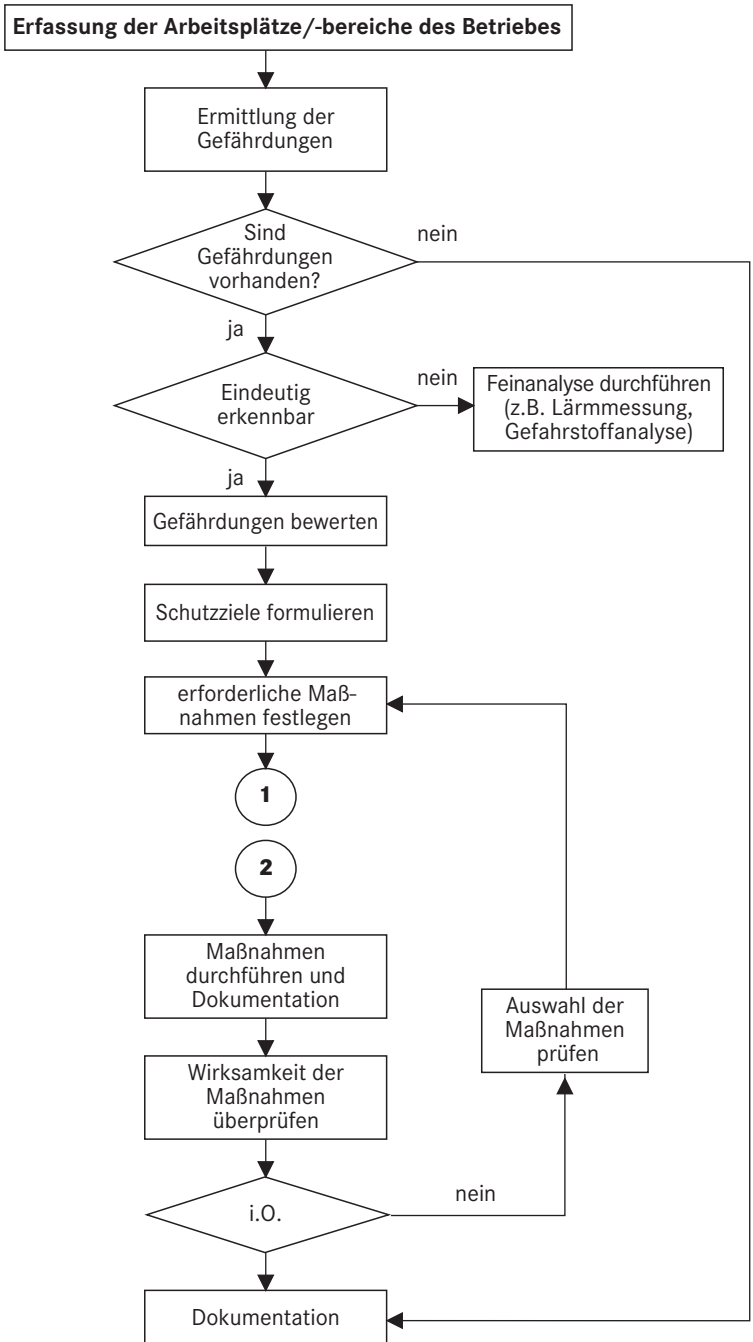 Erfassung der Arbeitsplätze/-bereiche des Betriebes
Ermittlung der
Gefährdungen
Sind
Gefährdungen
vorhanden?
nein
ja
Eindeutig
erkennbar
nein
Feinanalyse durchführen
(z.B. Lärmmessung,
Gefahrstoffanalyse)
ja
Gefährdungen bewerten
Schutzziele formulieren
erforderliche Maß-
nahmen festlegen
1
2
Maßnahmen
durchführen und
Dokumentation
Auswahl der
Maßnahmen
prüfen
Wirksamkeit der
Maßnahmen
überprüfen
i.O.
nein
Dokumentation